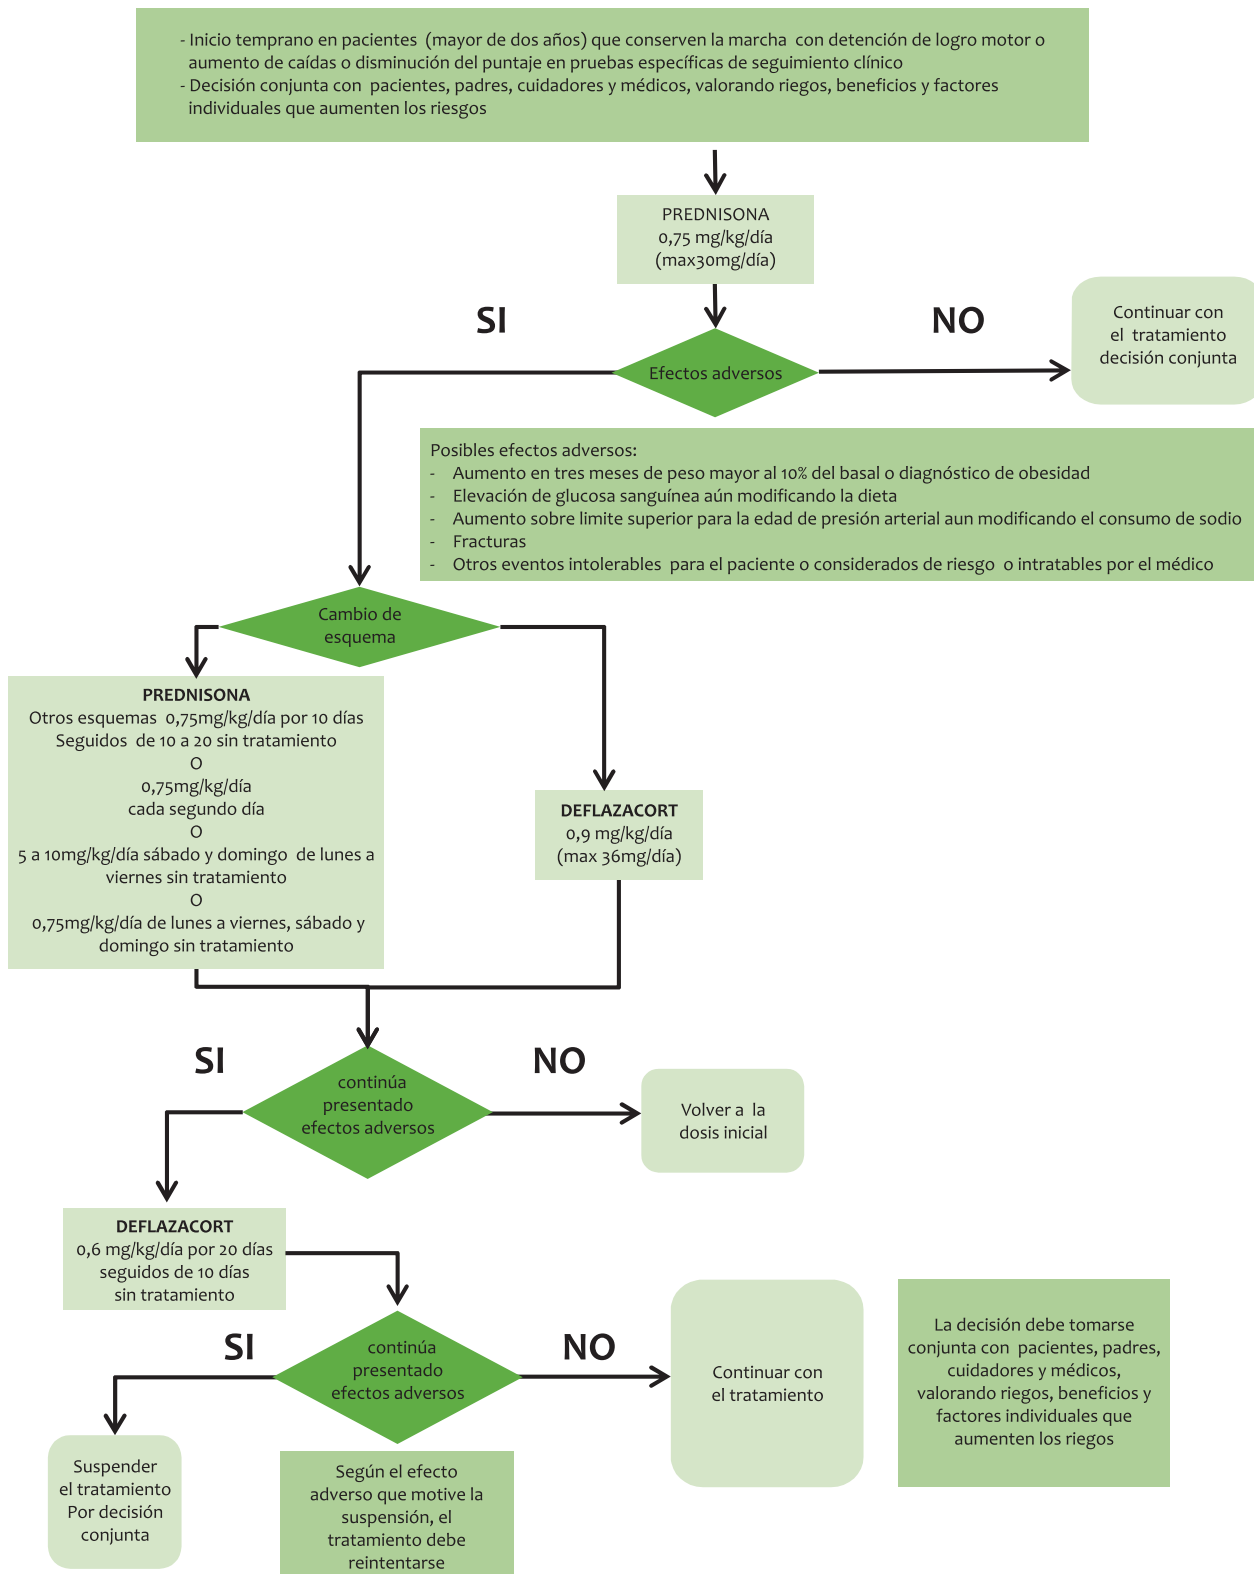 - Inicio temprano en pacientes (mayor de dos años) que conserven la marcha con detención de logro motor o
aumento de caídas o disminución del puntaje en pruebas específicas de seguimiento clínico
- Decisión conjunta con pacientes, padres, cuidadores y médicos, valorando riegos, beneficios y factores
individuales que aumenten los riesgos
PREDNISONA
0,75 mg/kg/día
(max30mg/día)
SI
NO
Efectos adversos
Continuar con
el tratamiento
decisión conjunta
Posibles efectos adversos:
- Aumento en tres meses de peso mayor al 10% del basal o diagnóstico de obesidad
- Elevación de glucosa sanguínea aún modificando la dieta
- Aumento sobre limite superior para la edad de presión arterial aun modificando el consumo de sodio
- Fracturas
- Otros eventos intolerables para el paciente o considerados de riesgo o intratables por el médico
Cambio de
esquema
PREDNISONA
Otros esquemas 0,75mg/kg/día por 10 días
Seguidos de 10 a 20 sin tratamiento
O
0,75mg/kg/día
cada segundo día
O
5 a 10mg/kg/día sábado y domingo de lunes a
viernes sin tratamiento
O
0,75mg/kg/día de lunes a viernes, sábado y
domingo sin tratamiento
DEFLAZACORT
0,9 mg/kg/día
(max 36mg/día)
SI
NO
continúa
presentado
efectos adversos
Volver a la
dosis inicial
DEFLAZACORT
0,6 mg/kg/día por 20 días
seguidos de 10 días
sin tratamiento
SI
NO
continúa
presentado
efectos adversos
Continuar con
el tratamiento
La decisión debe tomarse
conjunta con pacientes, padres,
cuidadores y médicos,
valorando riegos, beneficios y
factores individuales que
aumenten los riegos
Suspender
el tratamiento
Por decisión
conjunta
Según el efecto
adverso que motive la
suspensión, el
tratamiento debe
reintentarse